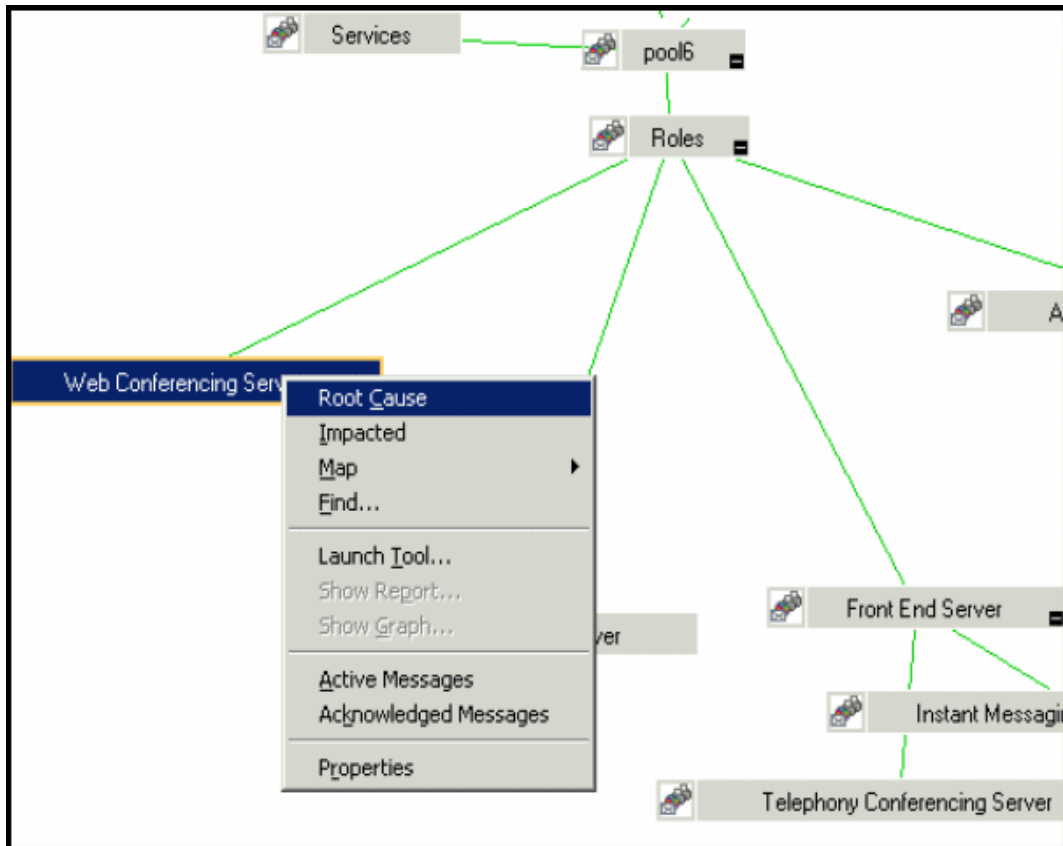 Services
pool6
Roles
A
Web Conferencing Serv
Root Cause
Impacted
Map
Find...
Launch Tool...
Show Report...
Show Graph...
Active Messages
Acknowledged Messages
Properties
ver
Front End Server
Instant Messagin
Telephony Conferencing Server